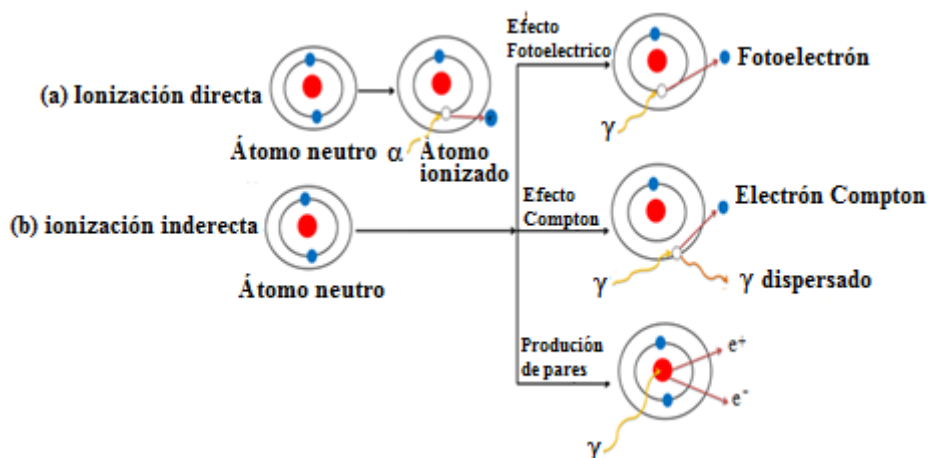 Efecto
Fotoelectrico
Fotoelectrón
(a) Ionización directa
γ
Átomo neutro
α
Átomo
ionizado
Efecto
Compton
Electrón Compton
(b) ionización inderecta
γ
γ dispersado
Átomo neutro
Produción
de pares
e+
e-
γ